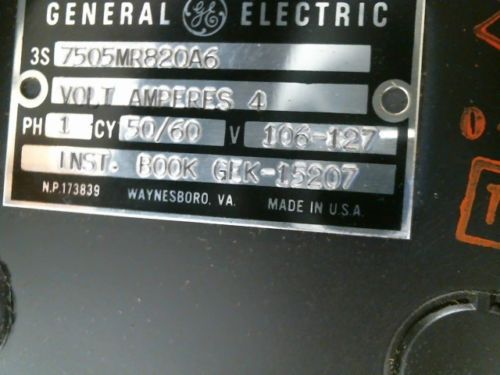 GENERAL GE ELECTRIC
3S 7505MR820A6
VOLT AMPERES 4
PH 1 CY 50/60 V 106-127
INST. BOOK GEK-15207
N.P.173839 WAYNESBORO, VA. MADE IN U.S.A.